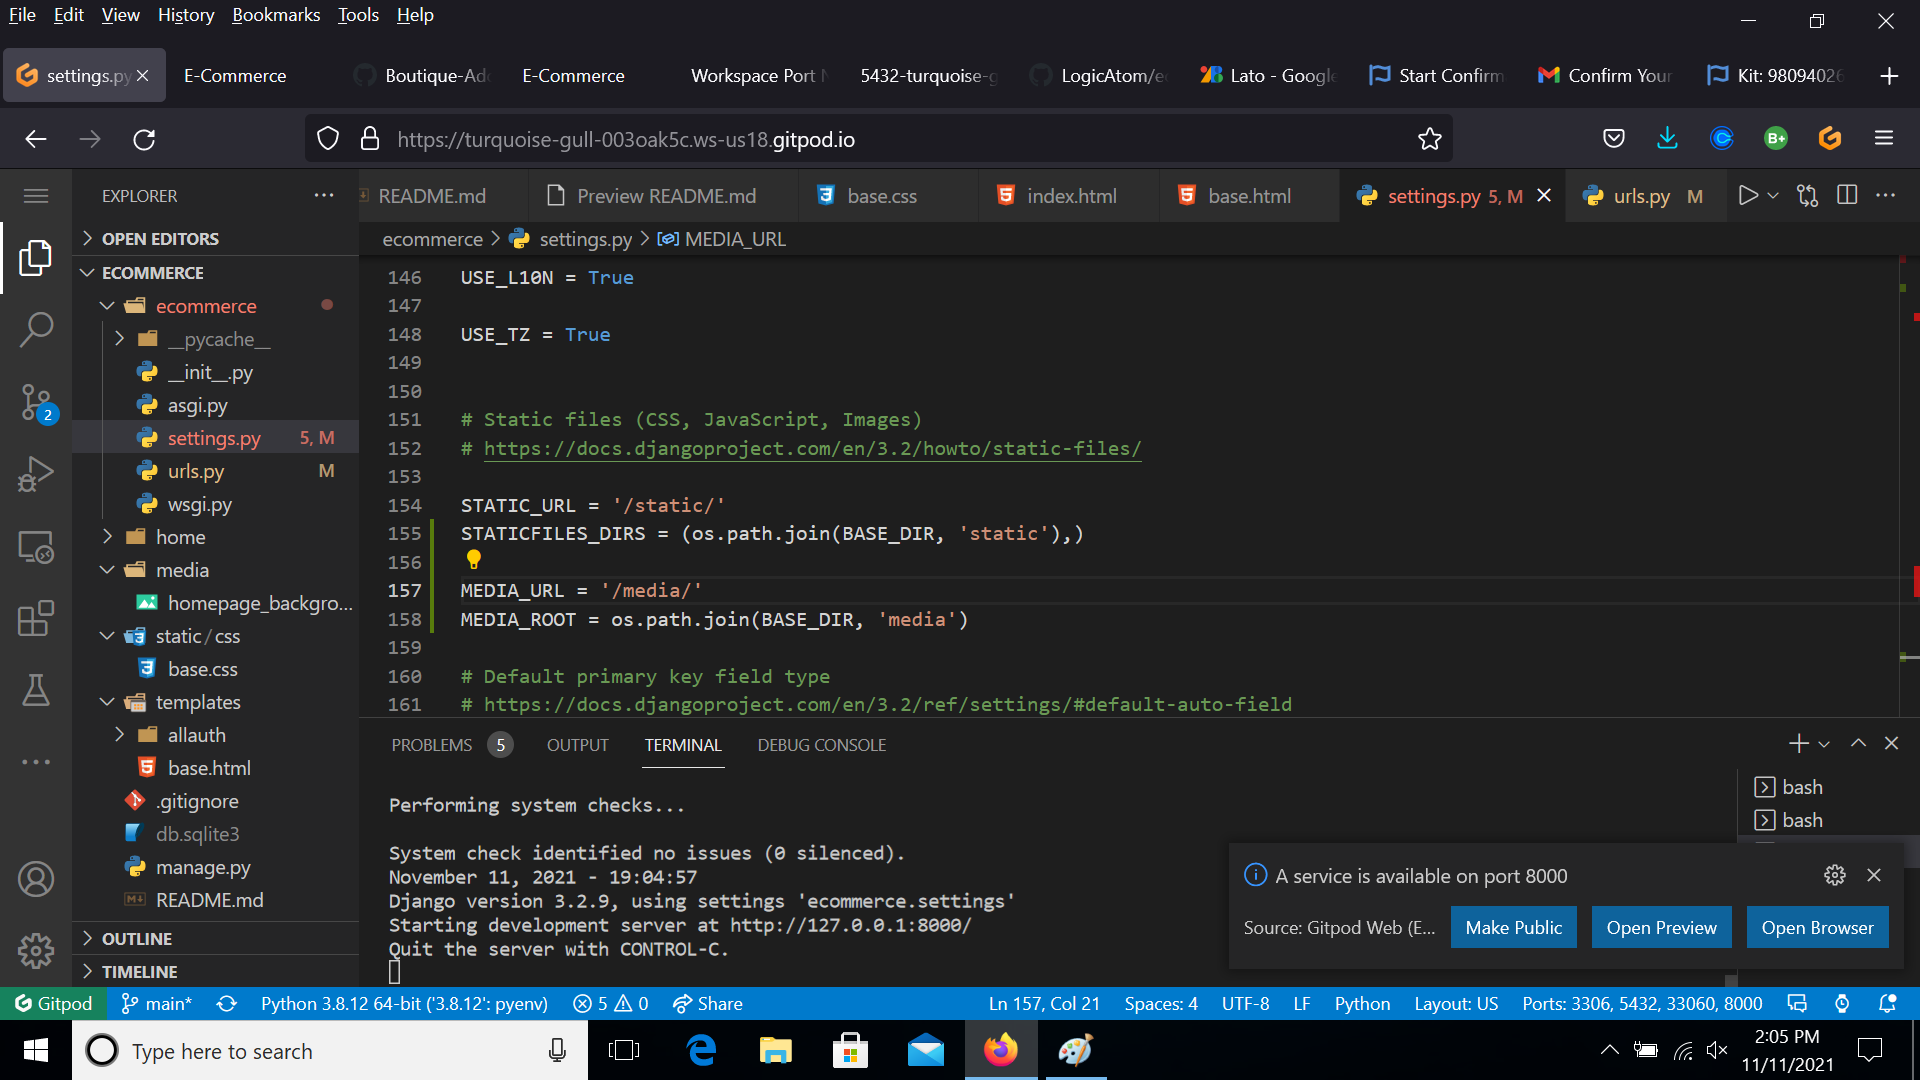 File Edit View History Bookmarks Tools Help
settings.py E-Commerce Boutique-Ad E-Commerce Workspace Port 5432-turquoise-g LogicAtom/e Lato - Google Start Confirm Confirm Your Kit: 9809402
https://turquoise-gull-003oak5c.ws-us18.gitpod.io
EXPLORER
README.md Preview README.md base.css index.html base.html settings.py 5, M urls.py M
OPEN EDITORS
ecommerce > settings.py > MEDIA_URL
ECOMMERCE
ecommerce
__pycache__
__init__.py
asgi.py
settings.py 5, M
urls.py M
wsgi.py
home
media
homepage_backgro...
static/css
base.css
templates
allauth
base.html
.gitignore
db.sqlite3
manage.py
README.md
OUTLINE
TIMELINE
2
146 USE_L10N = True
147
148 USE_TZ = True
149
150
151 # Static files (CSS, JavaScript, Images)
152 # https://docs.djangoproject.com/en/3.2/howto/static-files/
153
154 STATIC_URL = '/static/'
155 STATICFILES_DIRS = (os.path.join(BASE_DIR, 'static'),)
156
157 MEDIA_URL = '/media/'
158 MEDIA_ROOT = os.path.join(BASE_DIR, 'media')
159
160 # Default primary key field type
161 # https://docs.djangoproject.com/en/3.2/ref/settings/#default-auto-field
PROBLEMS 5 OUTPUT TERMINAL DEBUG CONSOLE
Performing system checks...
System check identified no issues (0 silenced).
November 11, 2021 - 19:04:57
Django version 3.2.9, using settings 'ecommerce.settings'
Starting development server at http://127.0.0.1:8000/
Quit the server with CONTROL-C.
bash
bash
A service is available on port 8000
Source: Gitpod Web (E... Make Public Open Preview Open Browser
Gitpod main* Python 3.8.12 64-bit ('3.8.12': pyenv) 5 0 Share Ln 157, Col 21 Spaces: 4 UTF-8 LF Python Layout: US Ports: 3306, 5432, 33060, 8000
Type here to search
2:05 PM
11/11/2021